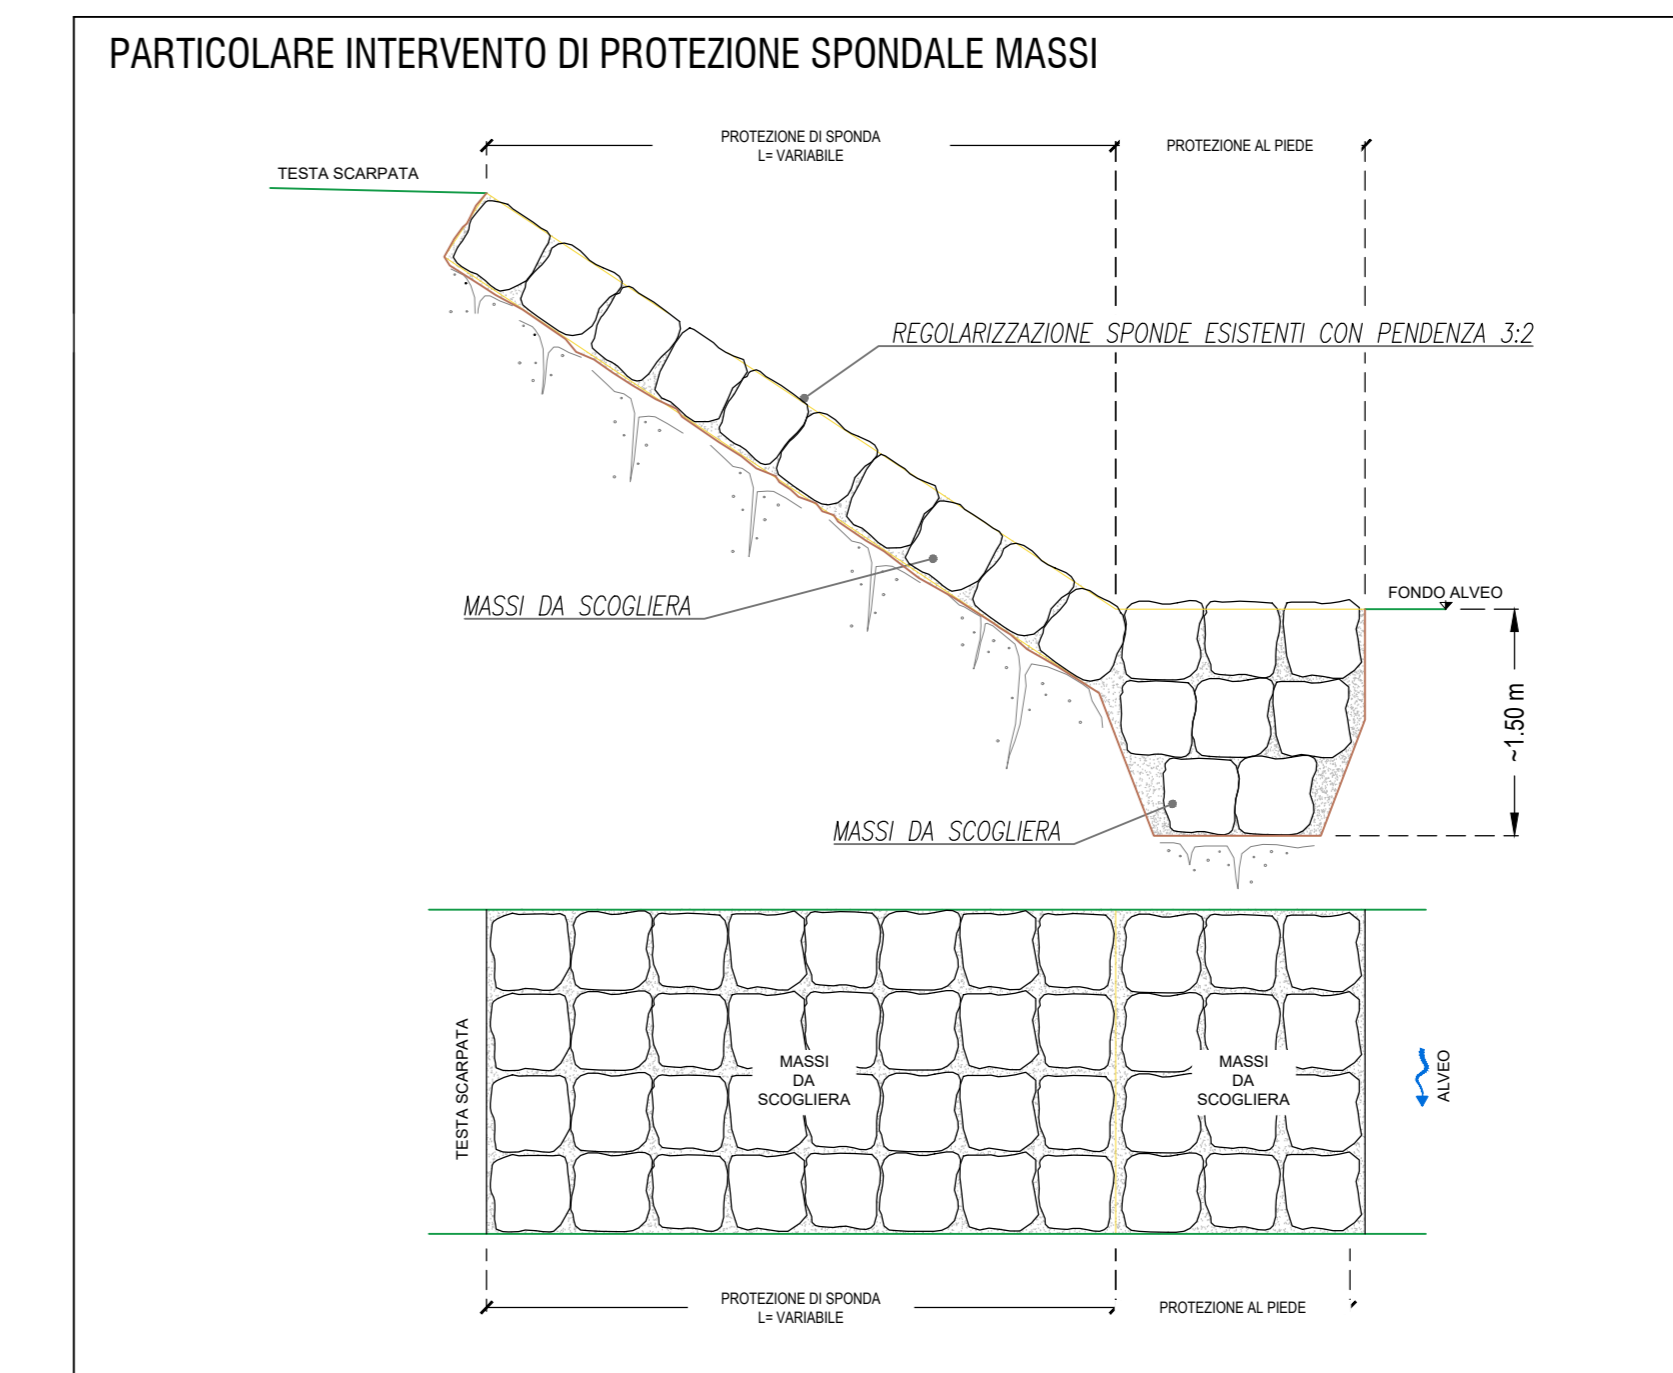 PARTICOLARE INTERVENTO DI PROTEZIONE SPONDALE MASSI
PROTEZIONE DI SPONDA
L= VARIABILE
PROTEZIONE AL PIEDE
TESTA SCARPATA
REGOLARIZZAZIONE SPONDE ESISTENTI CON PENDENZA 3:2
MASSI DA SCOGLIERA
FONDO ALVEO
~1.50 m
MASSI DA SCOGLIERA
TESTA SCARPATA
MASSI
DA
SCOGLIERA
MASSI
DA
SCOGLIERA
ALVEO
PROTEZIONE DI SPONDA
L= VARIABILE
PROTEZIONE AL PIEDE